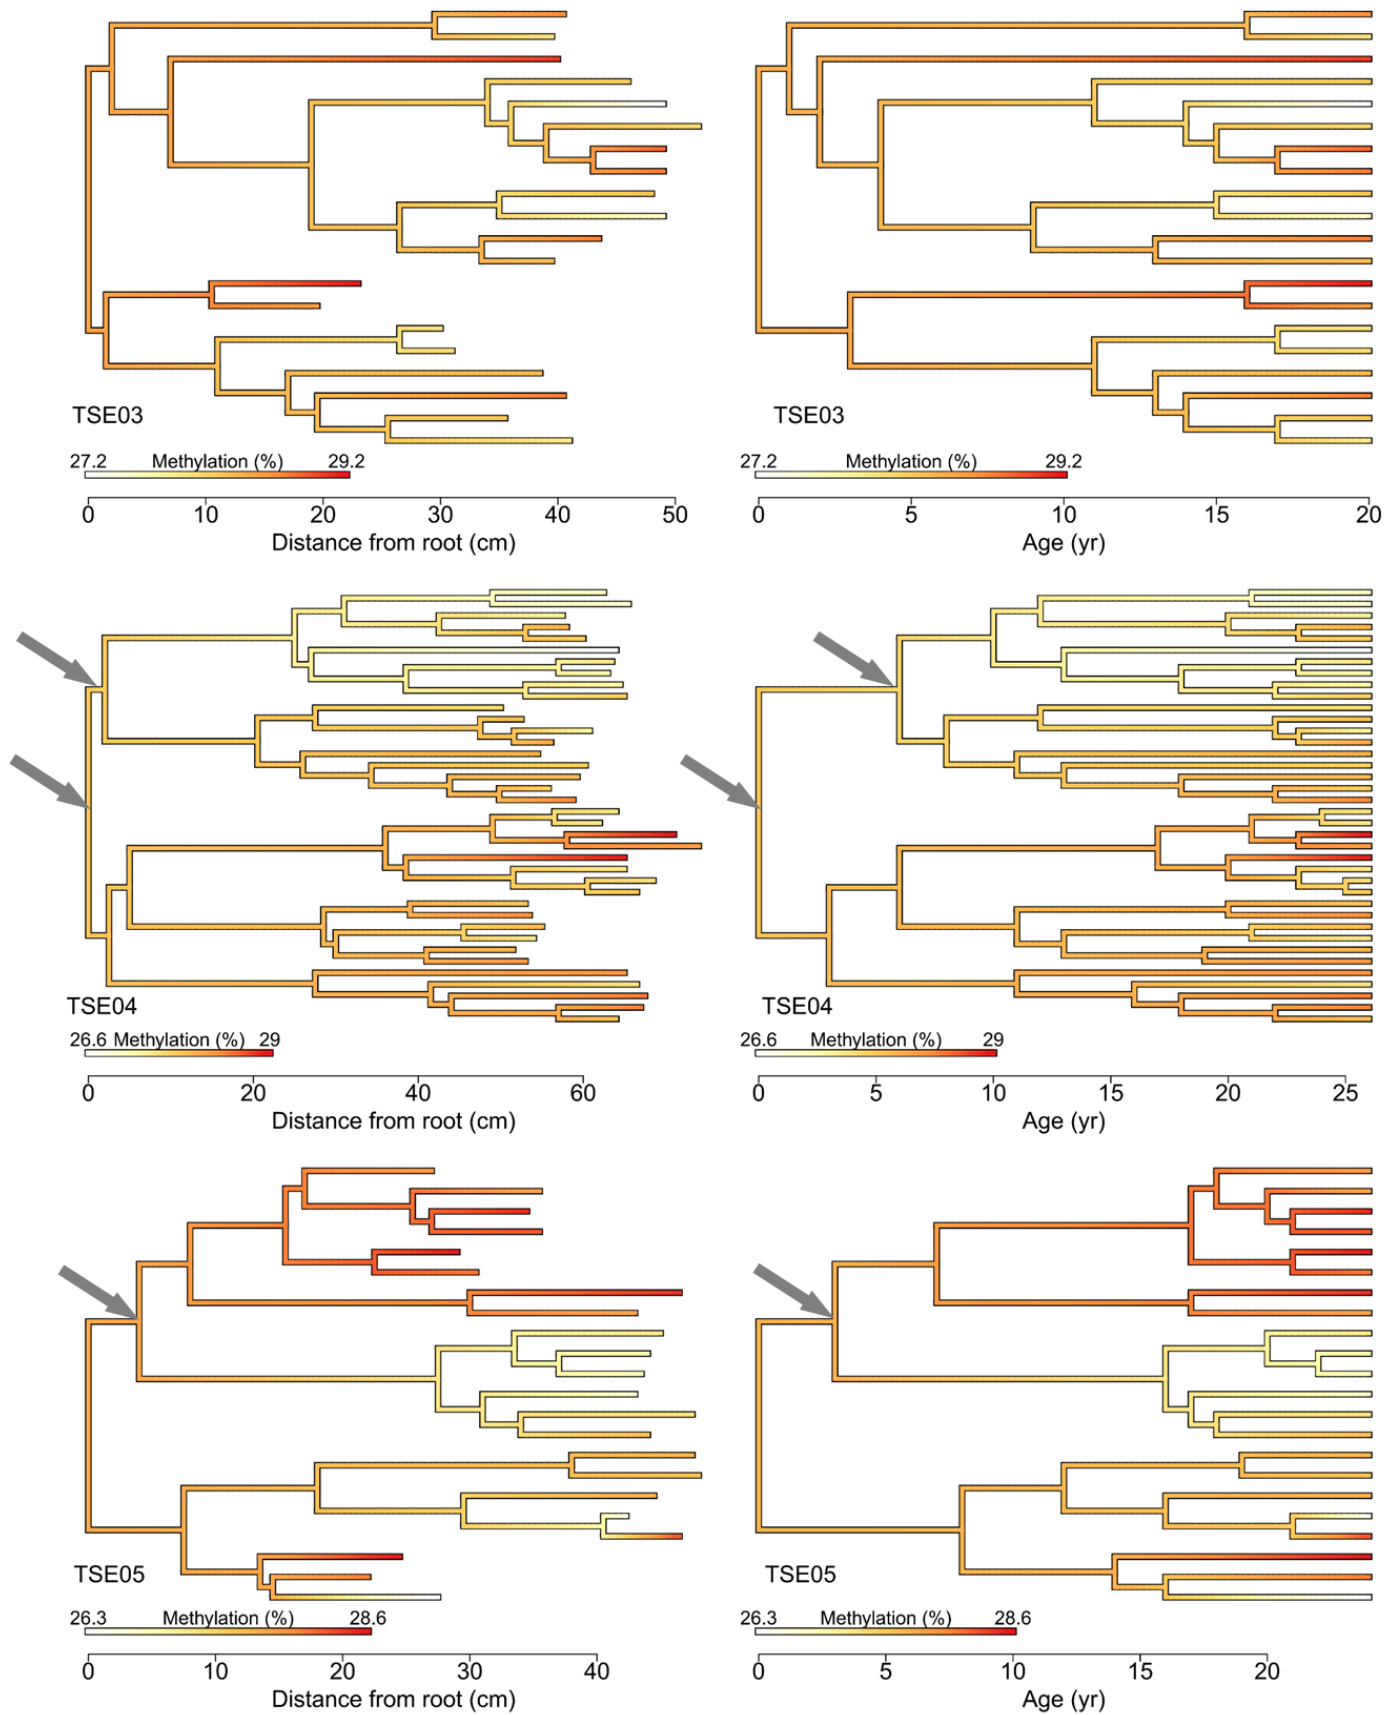 TSE03
27.2 Methylation (%) 29.2
0 10 20 30 40 50
Distance from root (cm)
TSE03
27.2 Methylation (%) 29.2
0 5 10 15 20
Age (yr)
TSE04
26.6 Methylation (%) 29
0 20 40 60
Distance from root (cm)
TSE04
26.6 Methylation (%) 29
0 5 10 15 20 25
Age (yr)
TSE05
26.3 Methylation (%) 28.6
0 10 20 30 40
Distance from root (cm)
TSE05
26.3 Methylation (%) 28.6
0 5 10 15 20
Age (yr)